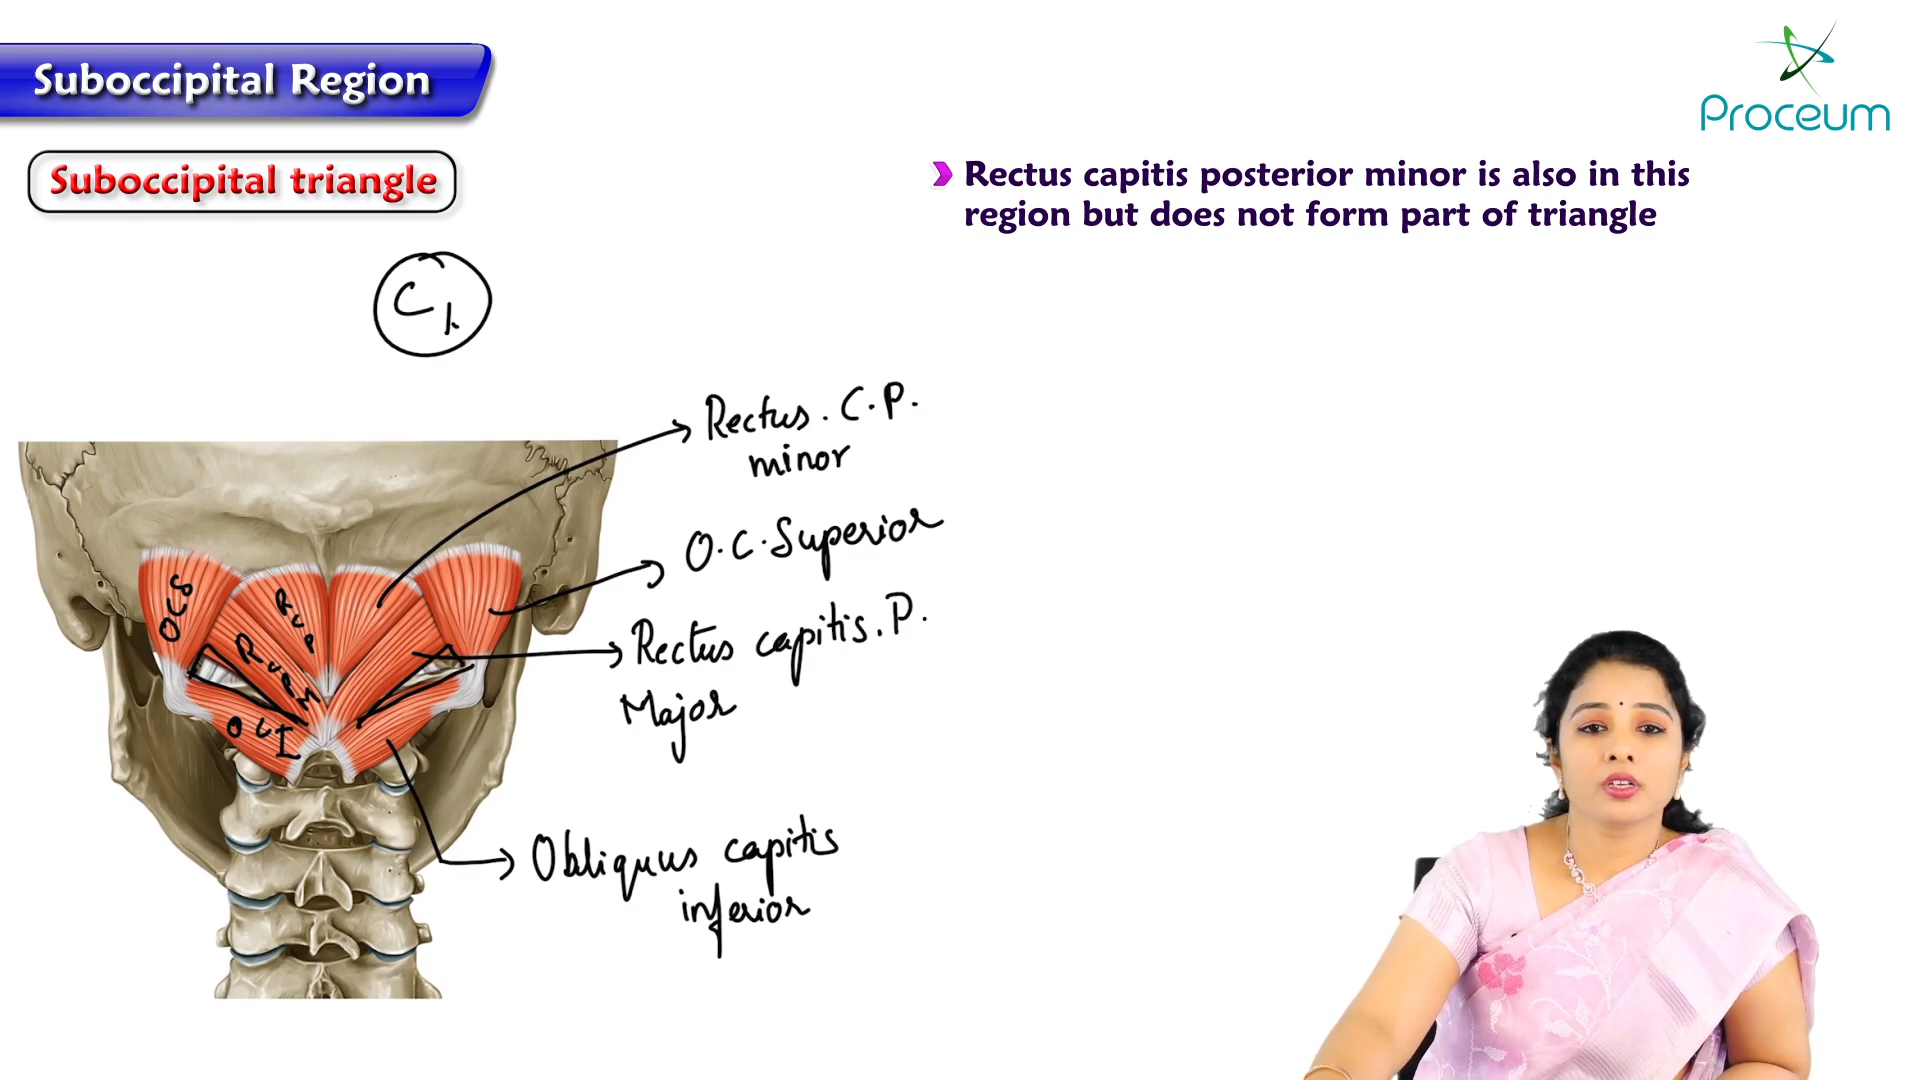 Suboccipital Region
Proceum
Suboccipital triangle
Rectus capitis posterior minor is also in this
region but does not form part of triangle
C1
Rectus. C.P.
minor
O.C. Superior
Rectus capitis. P.
Major
Obliquus capitis
inferior
OCS
OCI